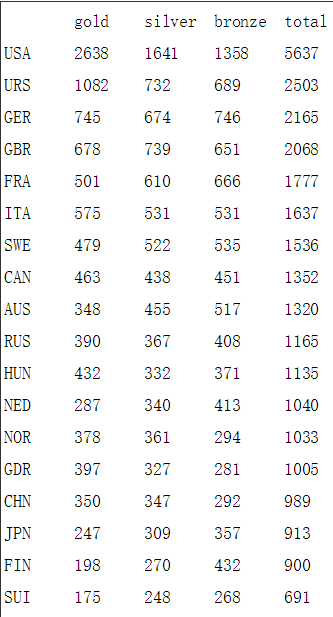 gold silver bronze total
USA 2638 1641 1358 5637
URS 1082 732 689 2503
GER 745 674 746 2165
GBR 678 739 651 2068
FRA 501 610 666 1777
ITA 575 531 531 1637
SWE 479 522 535 1536
CAN 463 438 451 1352
AUS 348 455 517 1320
RUS 390 367 408 1165
HUN 432 332 371 1135
NED 287 340 413 1040
NOR 378 361 294 1033
GDR 397 327 281 1005
CHN 350 347 292 989
JPN 247 309 357 913
FIN 198 270 432 900
SUI 175 248 268 691